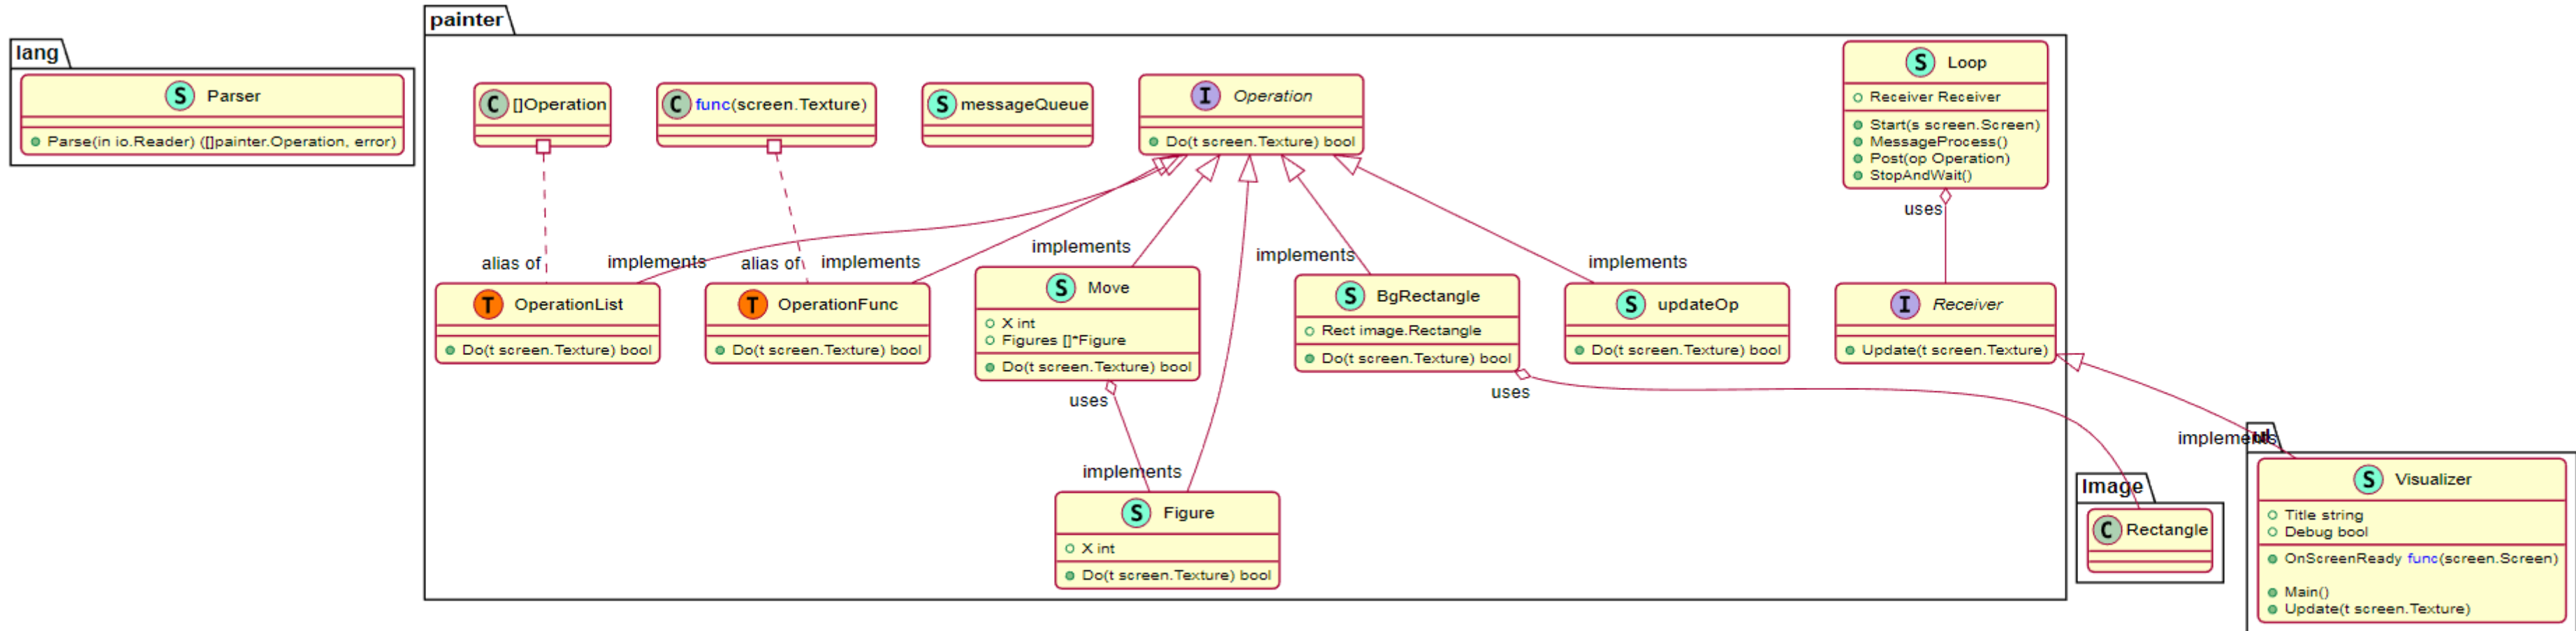 painter
lang
S Parser
Parse(in io.Reader) ([]painter.Operation, error)
C []Operation
C func(screen.Texture)
S messageQueue
I Operation
Do(t screen.Texture) bool
S Loop
Receiver Receiver
Start(s screen.Screen)
MessageProcess()
Post(op Operation)
StopAndWait()
uses
alias of
implements
alias of
implements
implements
implements
implements
T OperationList
Do(t screen.Texture) bool
T OperationFunc
Do(t screen.Texture) bool
S Move
X int
Figures []*Figure
Do(t screen.Texture) bool
S BgRectangle
Rect image.Rectangle
Do(t screen.Texture) bool
S updateOp
Do(t screen.Texture) bool
I Receiver
Update(t screen.Texture)
uses
uses
implements
implements
S Figure
X int
Do(t screen.Texture) bool
Image
C Rectangle
S Visualizer
Title string
Debug bool
OnScreenReady func(screen.Screen)
Main()
Update(t screen.Texture)